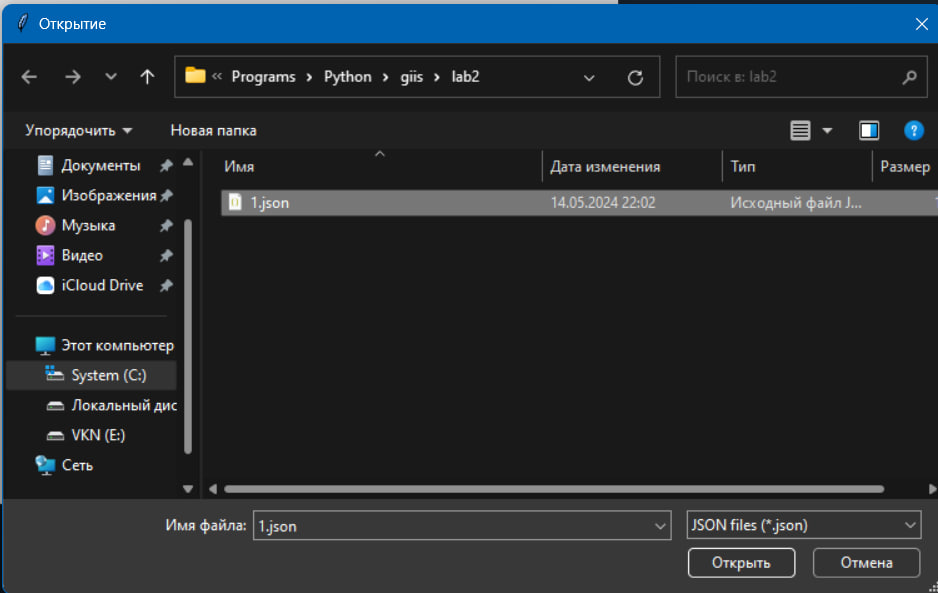 Открытие
« Programs › Python › giis › lab2
Поиск в: lab2
Упорядочить
Новая папка
?
Документы
Изображения
Музыка
Видео
iCloud Drive
Этот компьютер
System (C:)
Локальный дис
VKN (E:)
Сеть
Имя
Дата изменения
Тип
Размер
1.json
14.05.2024 22:02
Исходный файл J...
Имя файла:
1.json
JSON files (*.json)
Открыть
Отмена